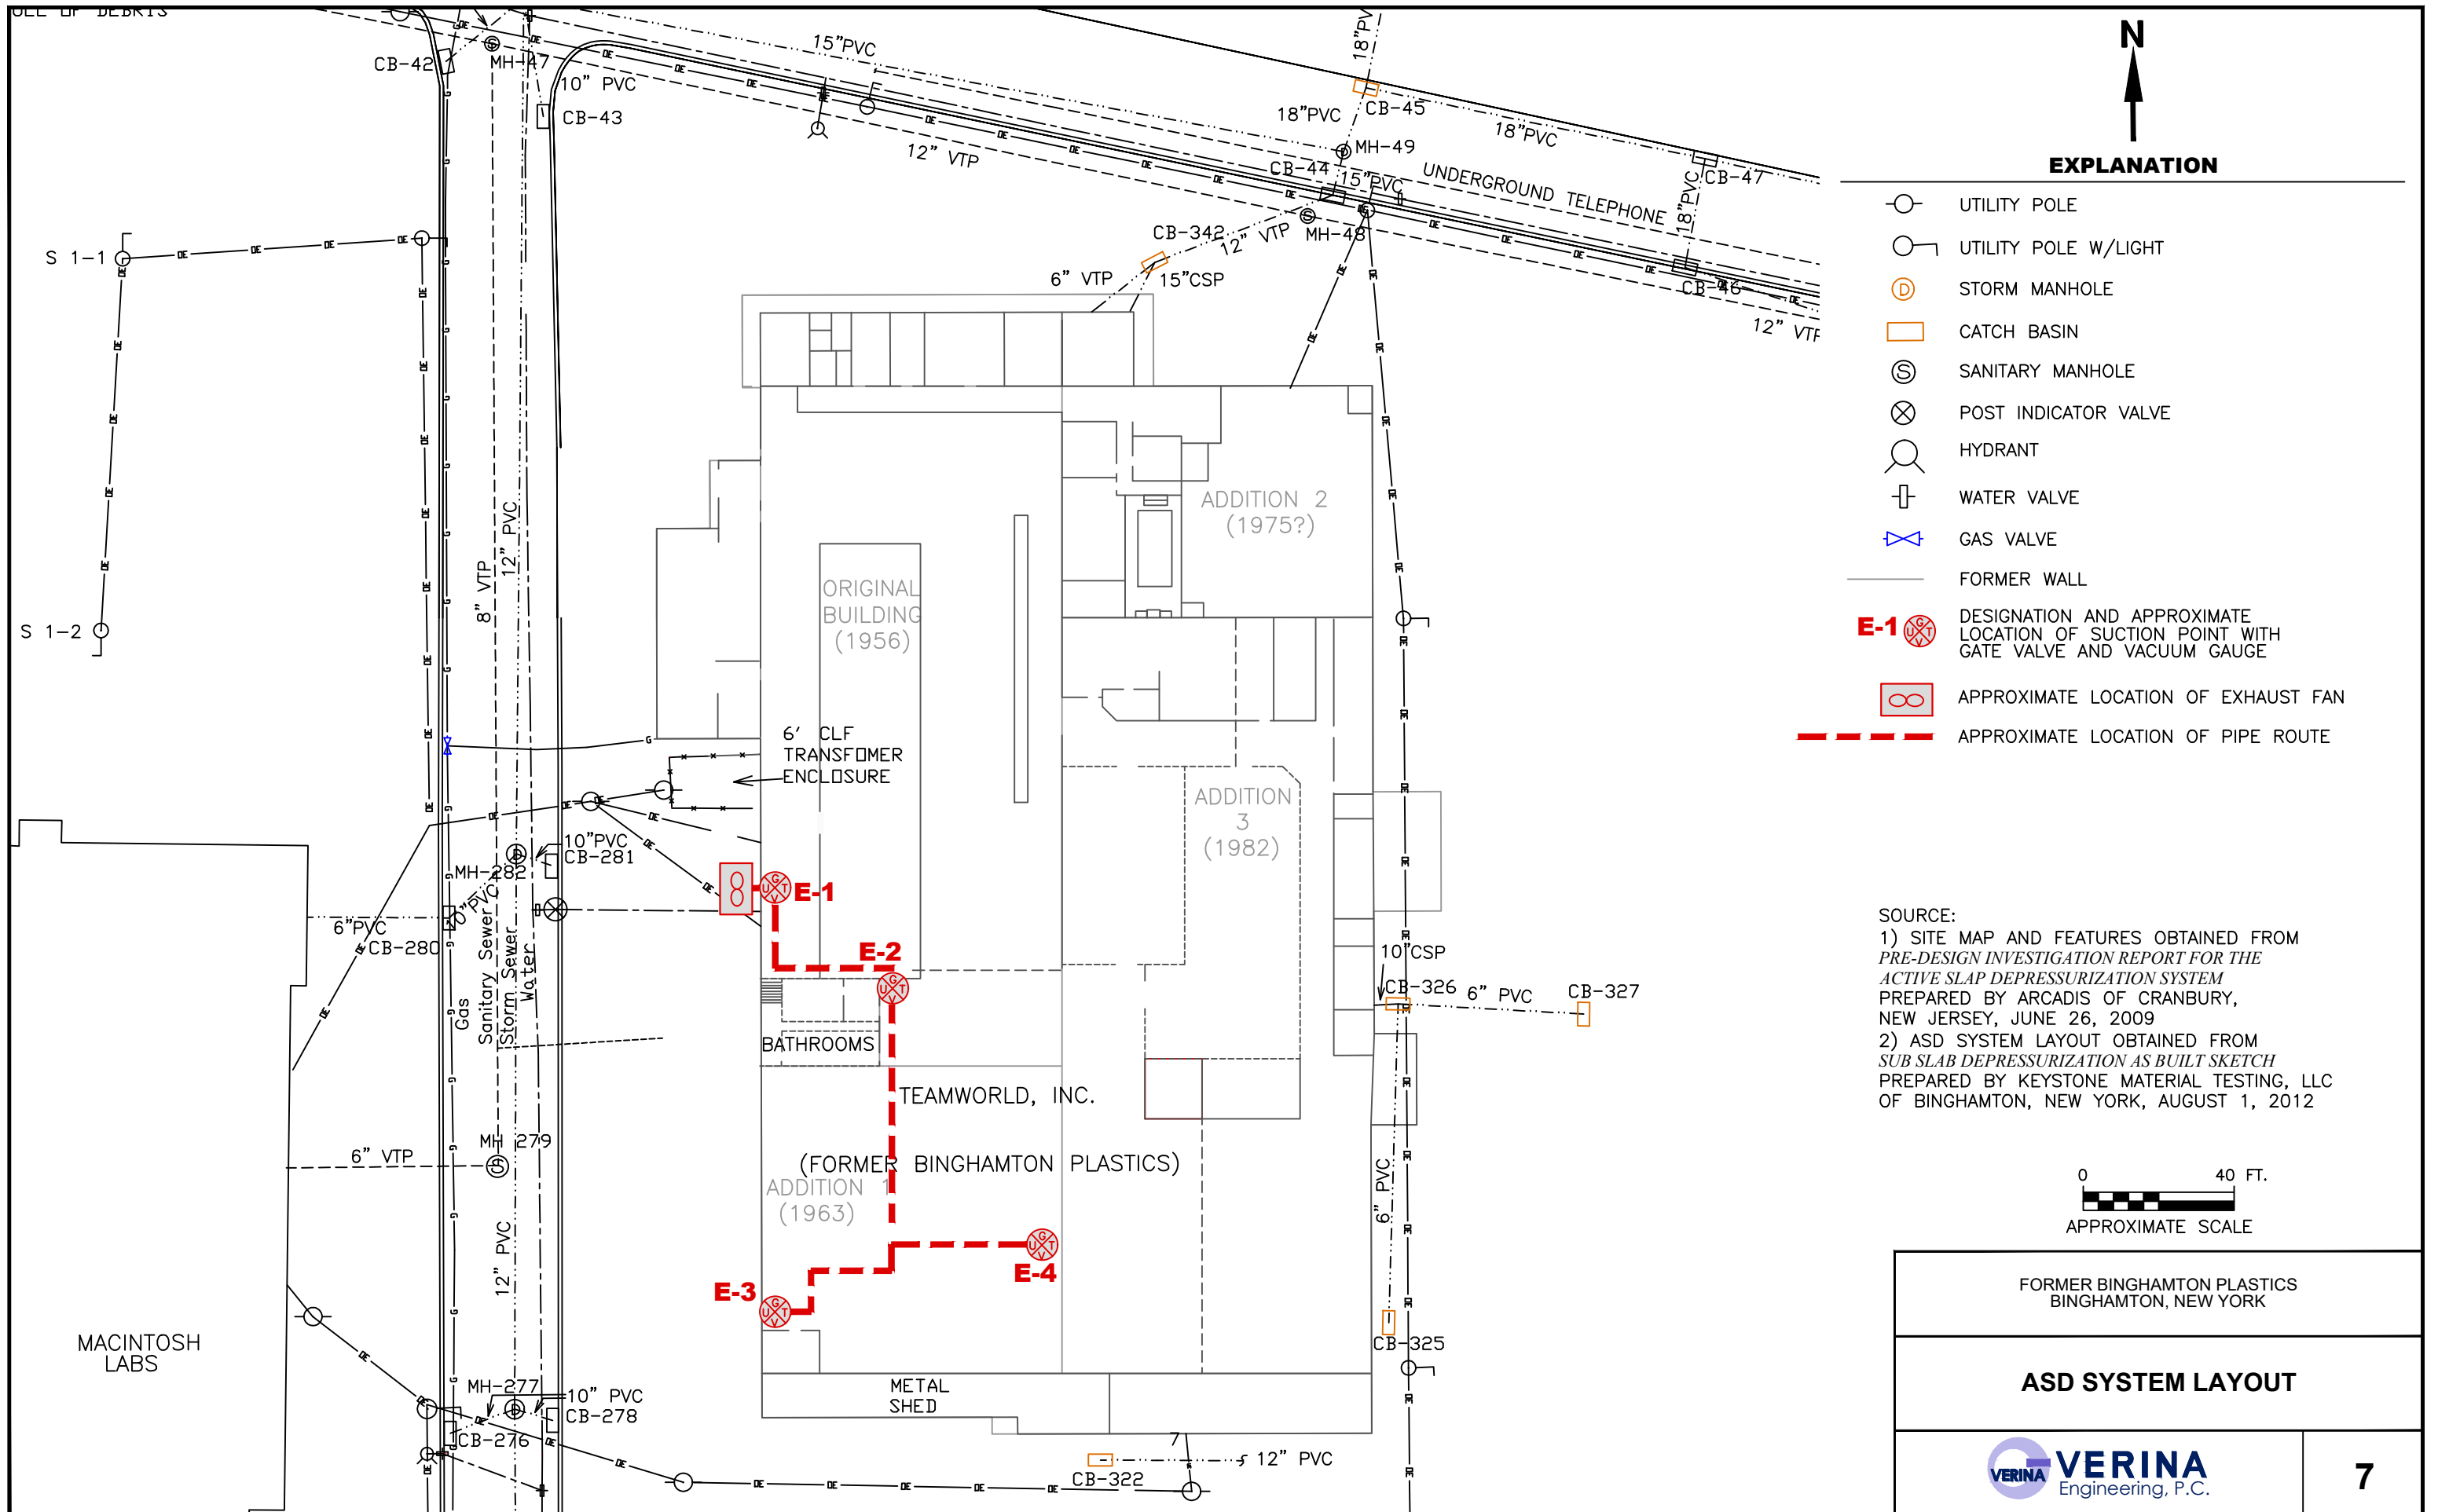 CB-42
MH-47
10" PVC
CB-43
15"PVC
12" VTP
18"PVC
CB-45
18"PVC
18"PVC
MH-49
CB-44
15"PVC
UNDERGROUND TELEPHONE
18"PVC
CB-47
CB-342
12" VTP
MH-48
6" VTP
15"CSP
CB-46
12" VTP
S 1-1
S 1-2
8" VTP
12" PVC
ADDITION 2
(1975?)
ORIGINAL
BUILDING
(1956)
6' CLF
TRANSFOMER
ENCLOSURE
ADDITION
3
(1982)
10"PVC
CB-281
MH-282
6"PVC
CB-280
Gas
Sanitary Sewer
Storm Sewer
Water
E-1
E-2
BATHROOMS
10"CSP
CB-326
6" PVC
CB-327
TEAMWORLD, INC.
(FORMER BINGHAMTON PLASTICS)
ADDITION 1
(1963)
MH 279
6" VTP
12" PVC
6" PVC
E-3
E-4
CB-325
MACINTOSH
LABS
MH-277
10" PVC
CB-278
CB-276
METAL
SHED
7
CB-322
12" PVC
N
EXPLANATION
UTILITY POLE
UTILITY POLE W/LIGHT
D STORM MANHOLE
CATCH BASIN
S SANITARY MANHOLE
POST INDICATOR VALVE
HYDRANT
WATER VALVE
GAS VALVE
FORMER WALL
E-1 DESIGNATION AND APPROXIMATE
LOCATION OF SUCTION POINT WITH
GATE VALVE AND VACUUM GAUGE
APPROXIMATE LOCATION OF EXHAUST FAN
APPROXIMATE LOCATION OF PIPE ROUTE
SOURCE:
1) SITE MAP AND FEATURES OBTAINED FROM
PRE-DESIGN INVESTIGATION REPORT FOR THE
ACTIVE SLAP DEPRESSURIZATION SYSTEM
PREPARED BY ARCADIS OF CRANBURY,
NEW JERSEY, JUNE 26, 2009
2) ASD SYSTEM LAYOUT OBTAINED FROM
SUB SLAB DEPRESSURIZATION AS BUILT SKETCH
PREPARED BY KEYSTONE MATERIAL TESTING, LLC
OF BINGHAMTON, NEW YORK, AUGUST 1, 2012
0 40 FT.
APPROXIMATE SCALE
FORMER BINGHAMTON PLASTICS
BINGHAMTON, NEW YORK
ASD SYSTEM LAYOUT
VERINA VERINA
Engineering, P.C.
7